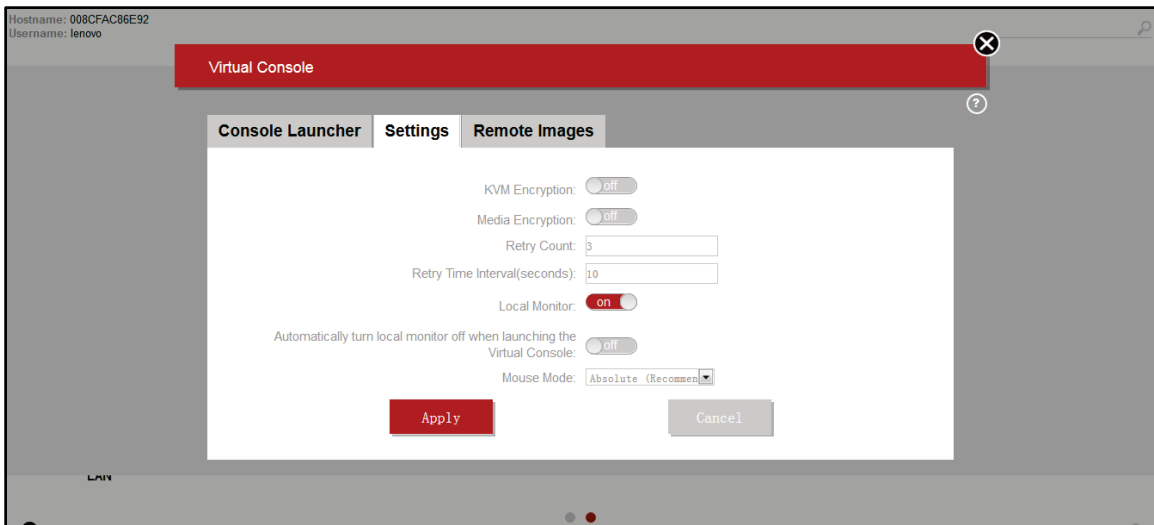 Hostname: 008CFAC86E92
Username: lenovo
Virtual Console
?
Console Launcher Settings Remote Images
KVM Encryption: off
Media Encryption: off
Retry Count: 3
Retry Time Interval(seconds): 10
Local Monitor: on
Automatically turn local monitor off when launching the
Virtual Console: off
Mouse Mode: Absolute (Recommen
Apply Cancel
LAN